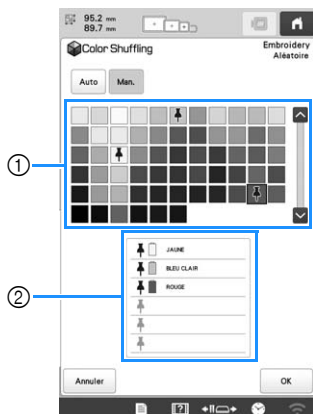 95.2 mm
89.7 mm
Color Shuffling
Embroidery
Aléatoire
Auto
Man.
①
JAUNE
BLEU CLAIR
②
ROUGE
Annuler
OK